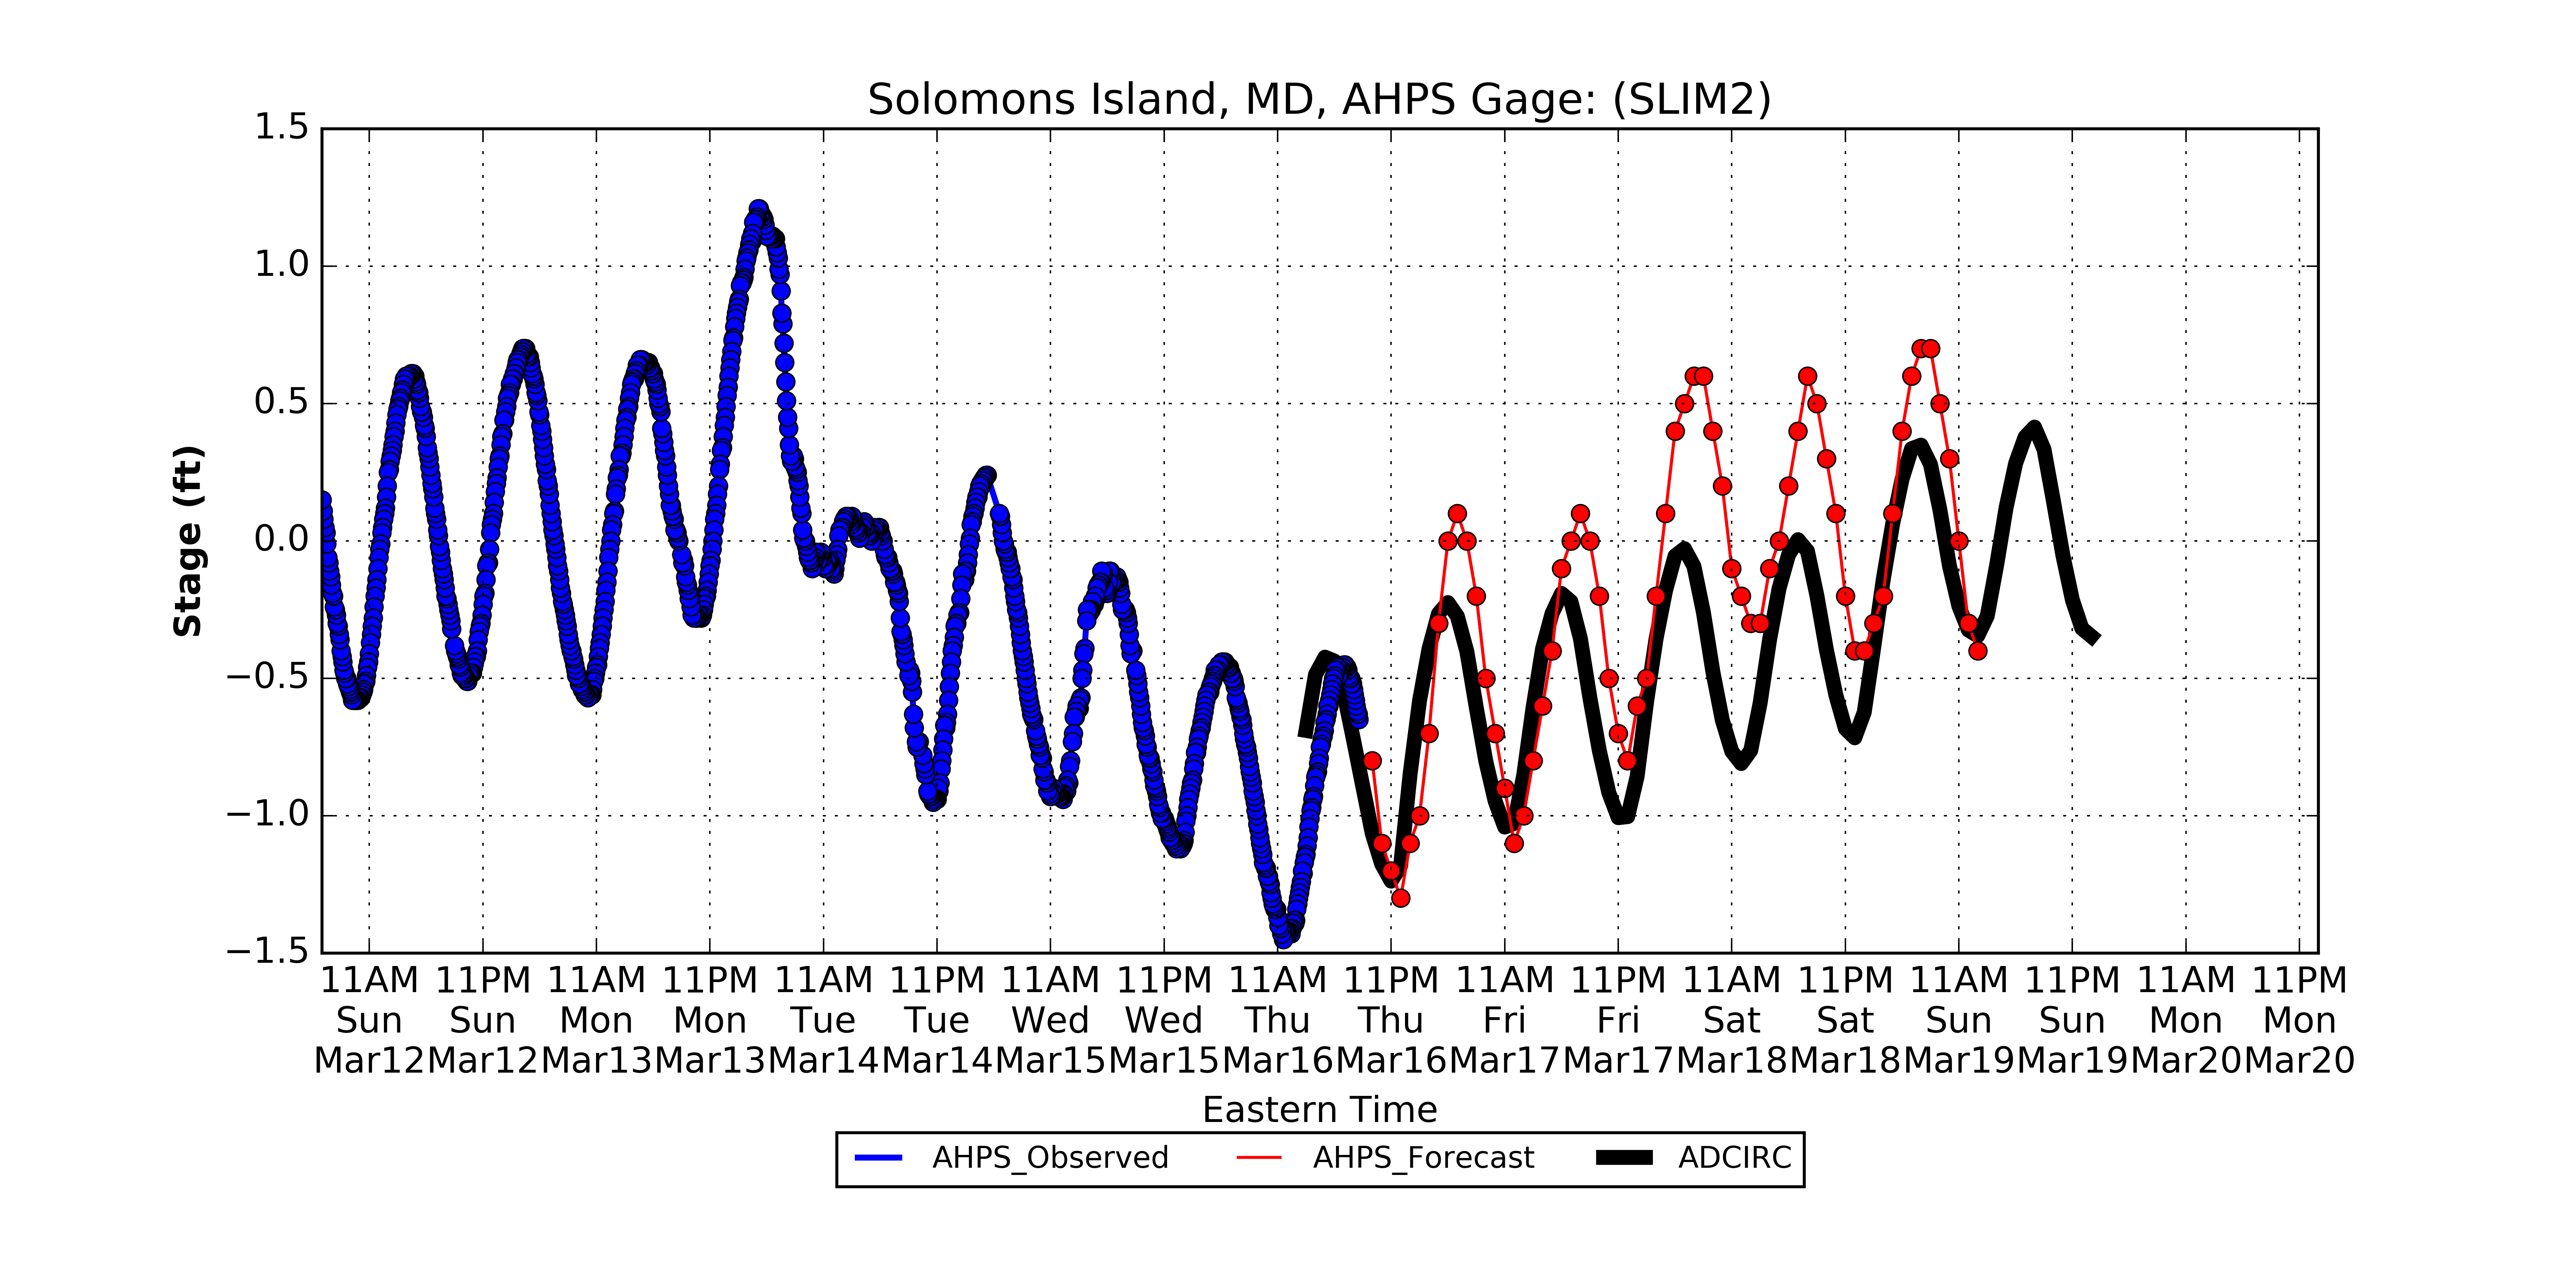 Solomons Island, MD, AHPS Gage: (SLIM2)
1.5
1.0
0.5
0.0
−0.5
−1.0
−1.5
Stage (ft)
11AM 11PM 11AM 11PM 11AM 11PM 11AM 11PM 11AM 11PM 11AM 11PM 11AM 11PM 11AM 11PM 11AM 11PM
Sun Sun Mon Mon Tue Tue Wed Wed Thu Thu Fri Fri Sat Sat Sun Sun Mon Mon
Mar12 Mar12 Mar13 Mar13 Mar14 Mar14 Mar15 Mar15 Mar16 Mar16 Mar17 Mar17 Mar18 Mar18 Mar19 Mar19 Mar20 Mar20
Eastern Time
AHPS_Observed AHPS_Forecast ADCIRC